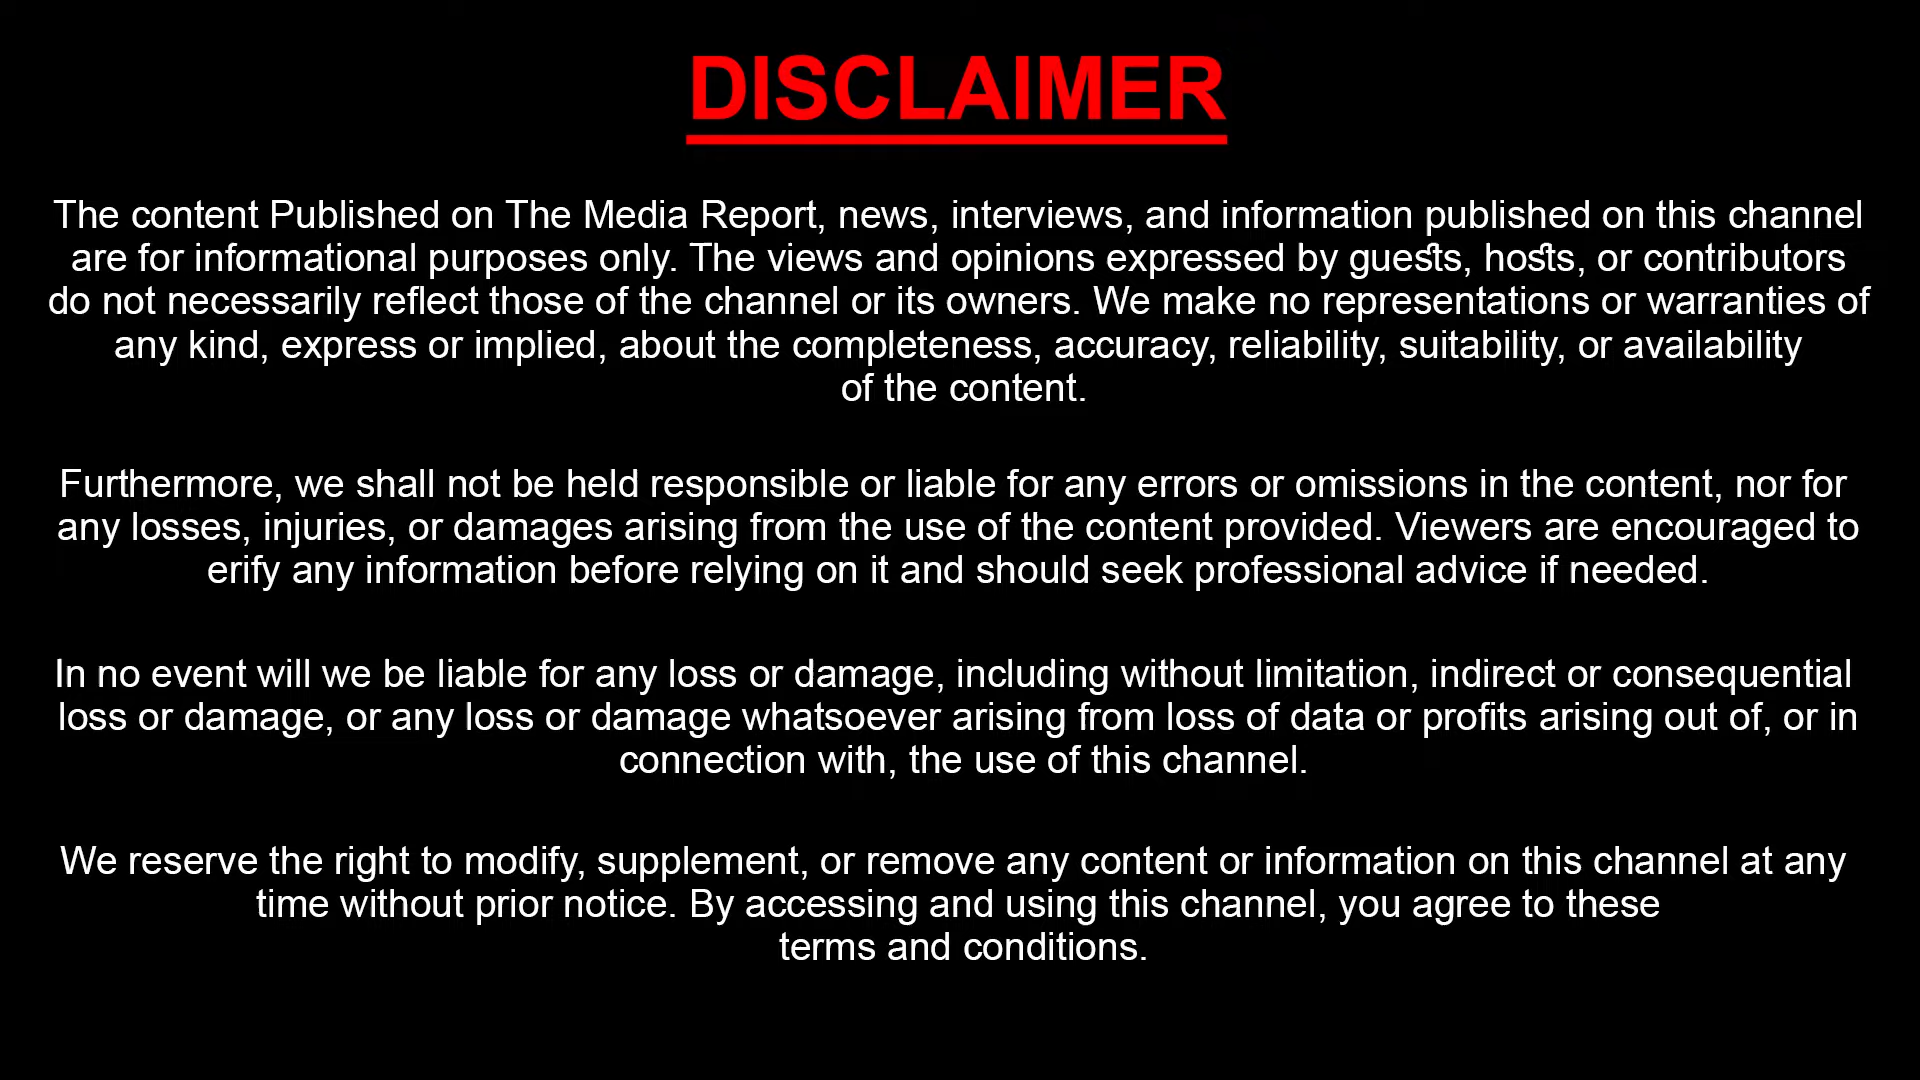 DISCLAIMER
The content Published on The Media Report, news, interviews, and information published on this channel
are for informational purposes only. The views and opinions expressed by guests, hosts, or contributors
do not necessarily reflect those of the channel or its owners. We make no representations or warranties of
any kind, express or implied, about the completeness, accuracy, reliability, suitability, or availability
of the content.
Furthermore, we shall not be held responsible or liable for any errors or omissions in the content, nor for
any losses, injuries, or damages arising from the use of the content provided. Viewers are encouraged to
erify any information before relying on it and should seek professional advice if needed.
In no event will we be liable for any loss or damage, including without limitation, indirect or consequential
loss or damage, or any loss or damage whatsoever arising from loss of data or profits arising out of, or in
connection with, the use of this channel.
We reserve the right to modify, supplement, or remove any content or information on this channel at any
time without prior notice. By accessing and using this channel, you agree to these
terms and conditions.